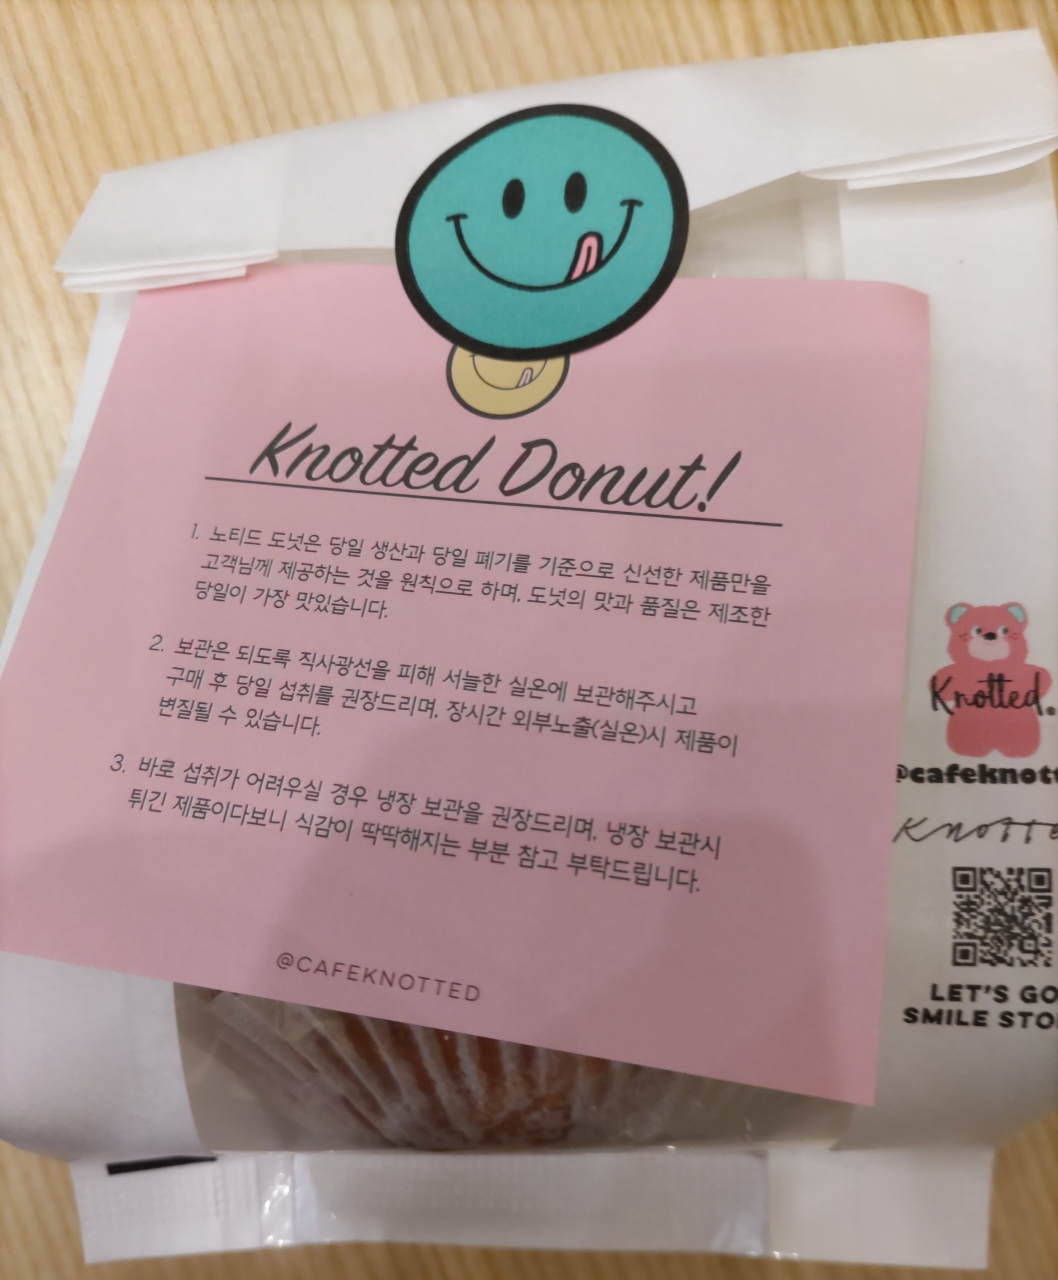 Knotted Donut!
1. 노티드 도넛은 당일 생산과 당일 폐기를 기준으로 신선한 제품만을
고객님께 제공하는 것을 원칙으로 하며, 도넛의 맛과 품질은 제조한
당일이 가장 맛있습니다.
2. 보관은 되도록 직사광선을 피해 서늘한 실온에 보관해주시고
구매 후 당일 섭취를 권장드리며, 장시간 외부노출(실온)시 제품이
변질될 수 있습니다.
3. 바로 섭취가 어려우실 경우 냉장 보관을 권장드리며, 냉장 보관시
튀긴 제품이다보니 식감이 딱딱해지는 부분 참고 부탁드립니다.
@CAFEKNOTTED
Knotted.
@cafeknott
Knotte
LET'S GO
SMILE STO